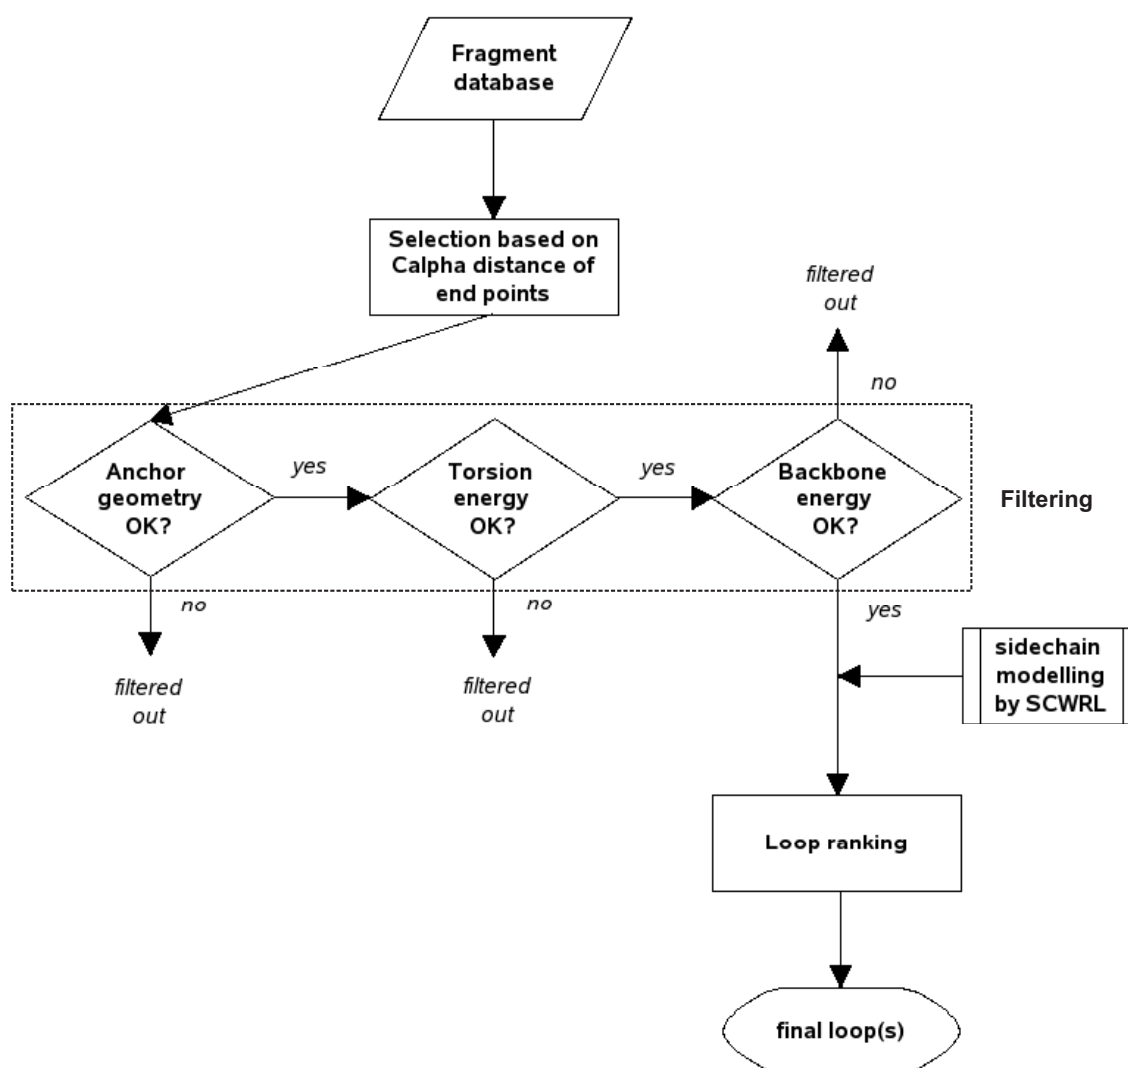 Fragment
database
Selection based on
Calpha distance of
end points
filtered
out
no
Anchor
geometry
OK?
yes
Torsion
energy
OK?
yes
Backbone
energy
OK?
Filtering
no
no
yes
filtered
out
filtered
out
sidechain
modelling
by SCWRL
Loop ranking
final loop(s)